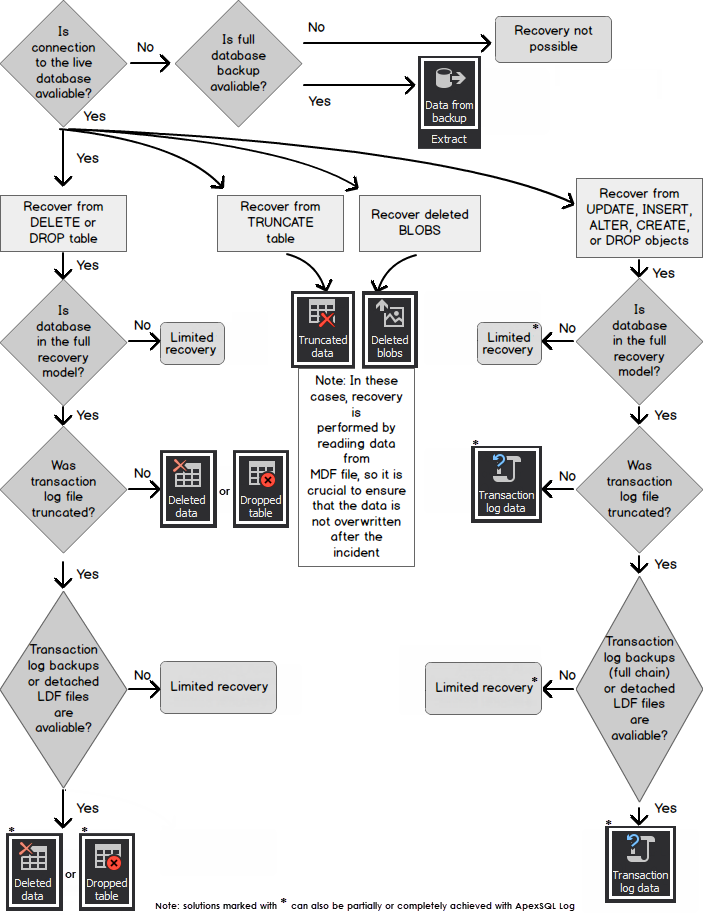 Is
connection
to the live
database
avaliable?
No
Is full
database
backup
avaliable?
No
Recovery not
possible
Yes
Data from
backup
Extract
Yes
Yes
Recover from
DELETE or
DROP table
Recover from
TRUNCATE
table
Recover deleted
BLOBS
Recover from
UPDATE, INSERT,
ALTER, CREATE,
or DROP objects
Yes
Yes
Is
database
in the full
recovery
model?
No
Limited
recovery
Truncated
data
Deleted
blobs
Note: In these
cases, recovery
is
performed by
readiing data
from
MDF file, so it is
crucial to ensure
that the data is
not overwritten
after the
incident
Limited *
recovery
No
Is
database
in the full
recovery
model?
Yes
Yes
Was
transaction
log file
truncated?
No
Deleted
data
or
Dropped
table
*
Transaction
log data
No
Was
transaction
log file
truncated?
Yes
Yes
Transaction
log backups
or detached
LDF files
are
avaliable?
No
Limited recovery
Limited recovery *
No
Transaction
log backups
(full chain)
or detached
LDF files
are
avaliable?
Yes
Yes
*
Deleted
data
or
*
Dropped
table
*
Transaction
log data
Note: solutions marked with * can also be partially or completely achieved with ApexSQL Log